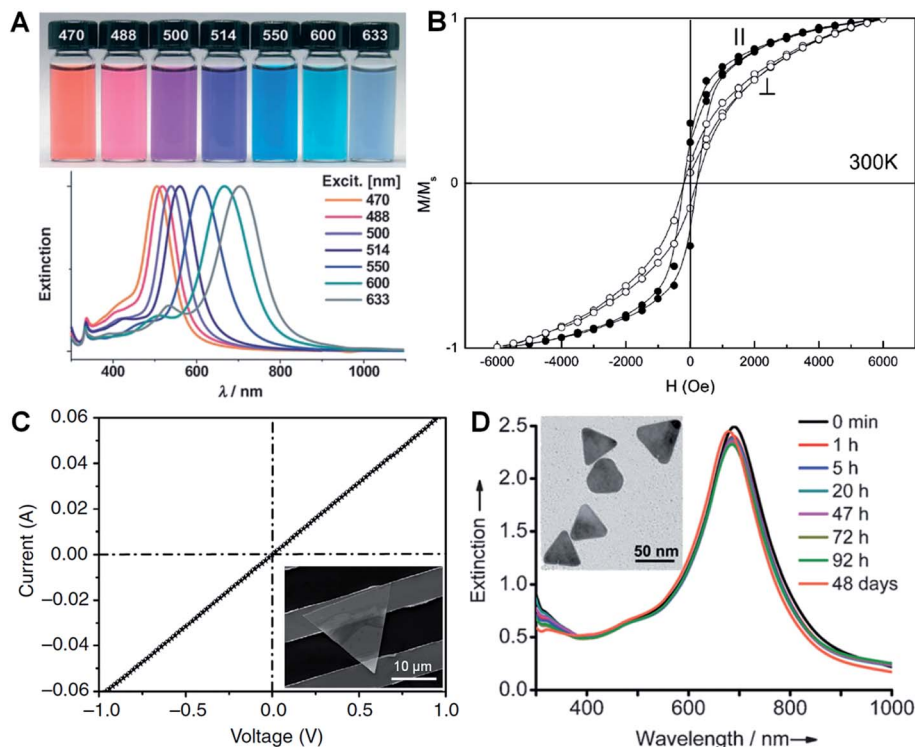 A
470 488 500 514 550 600 633
Extinction
Excit. [nm]
470
488
500
514
550
600
633
400 600 800 1000
λ / nm
B
1
0
-1
M/Ms
||
⊥
300K
-6000 -4000 -2000 0 2000 4000 6000
H (Oe)
C
0.06
0.04
0.02
0.00
−0.02
−0.04
−0.06
Current (A)
10 µm
−1.0 −0.5 0.0 0.5 1.0
Voltage (V)
D
2.5
2.0
1.5
1.0
0.5
0.0
Extinction →
50 nm
0 min
1 h
5 h
20 h
47 h
72 h
92 h
48 days
400 600 800 1000
Wavelength / nm→